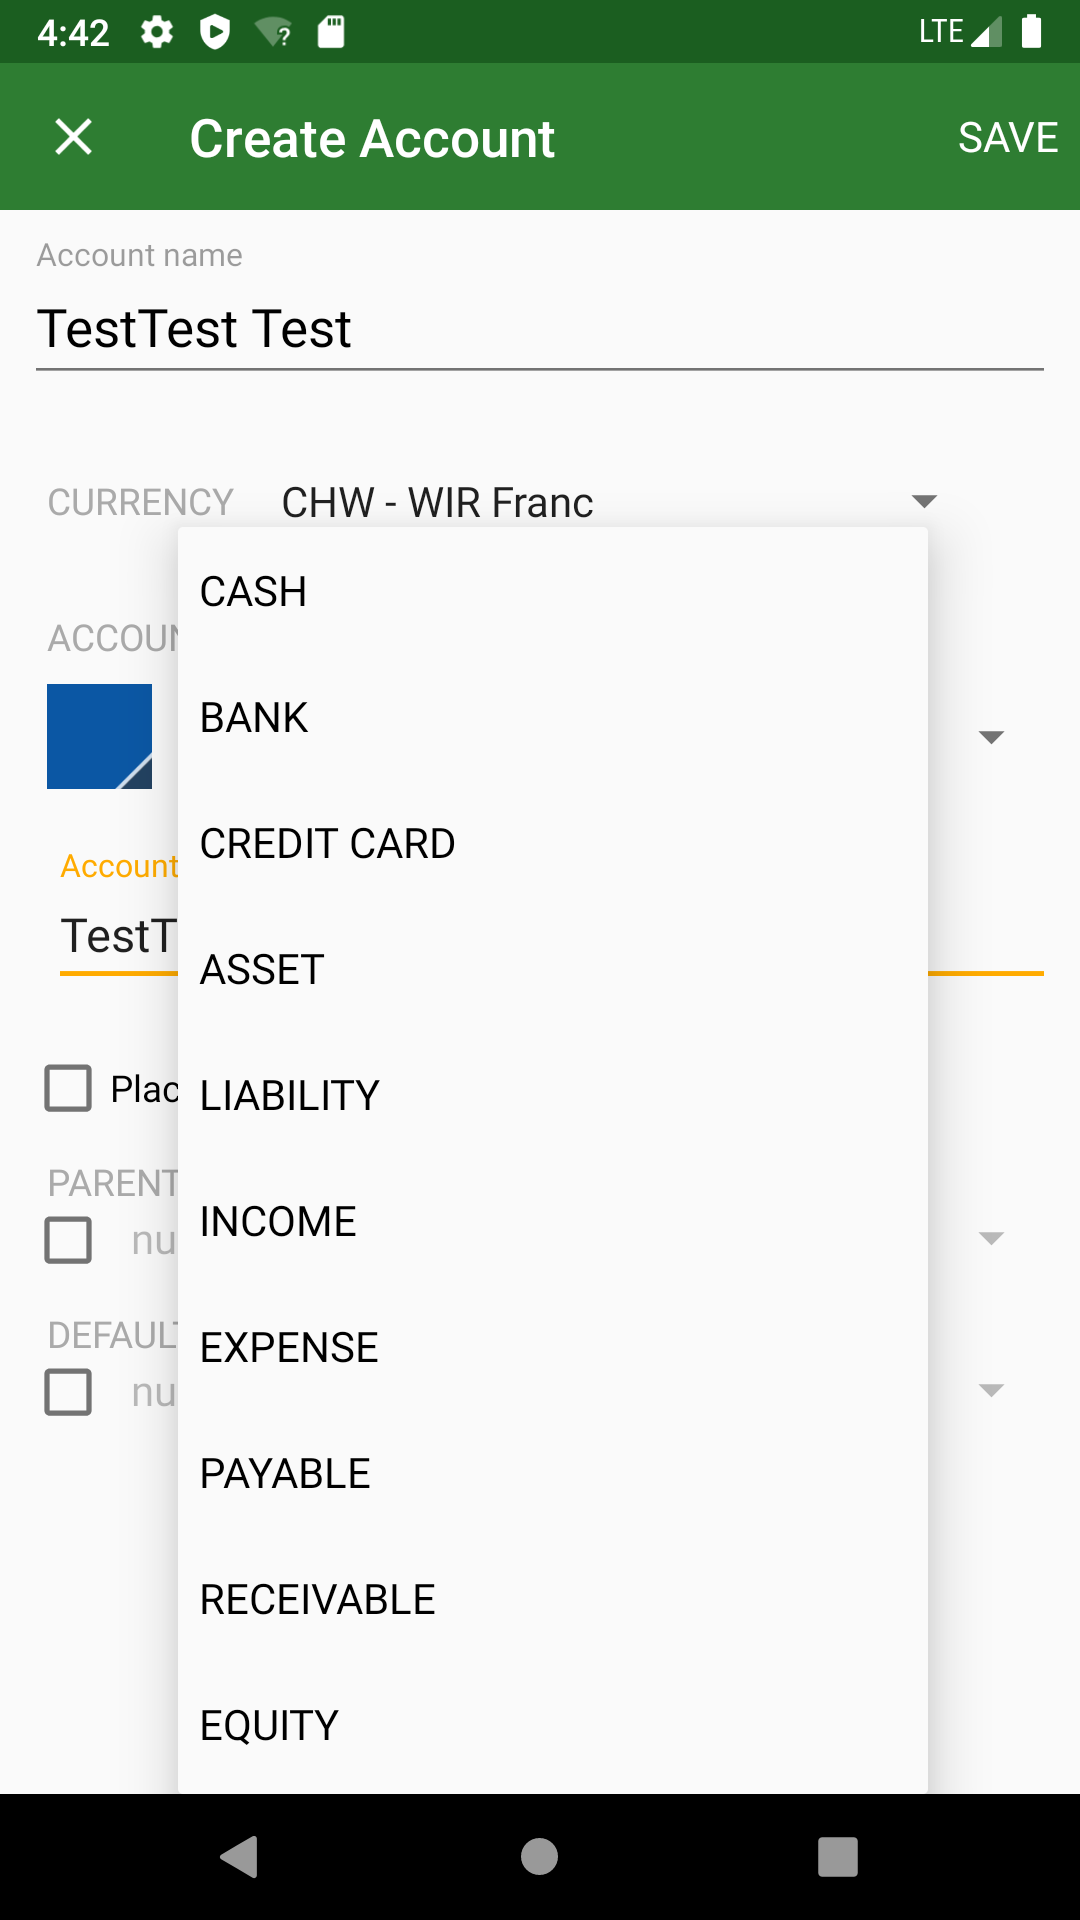 4:42 LTE
Create Account SAVE
Account name
TestTest Test
CURRENCY CHW - WIR Franc
CASH
ACCOUN
BANK
CREDIT CARD
Account
TestT
ASSET
Plac
LIABILITY
PARENT
INCOME
nu
DEFAULT
EXPENSE
nu
PAYABLE
RECEIVABLE
EQUITY